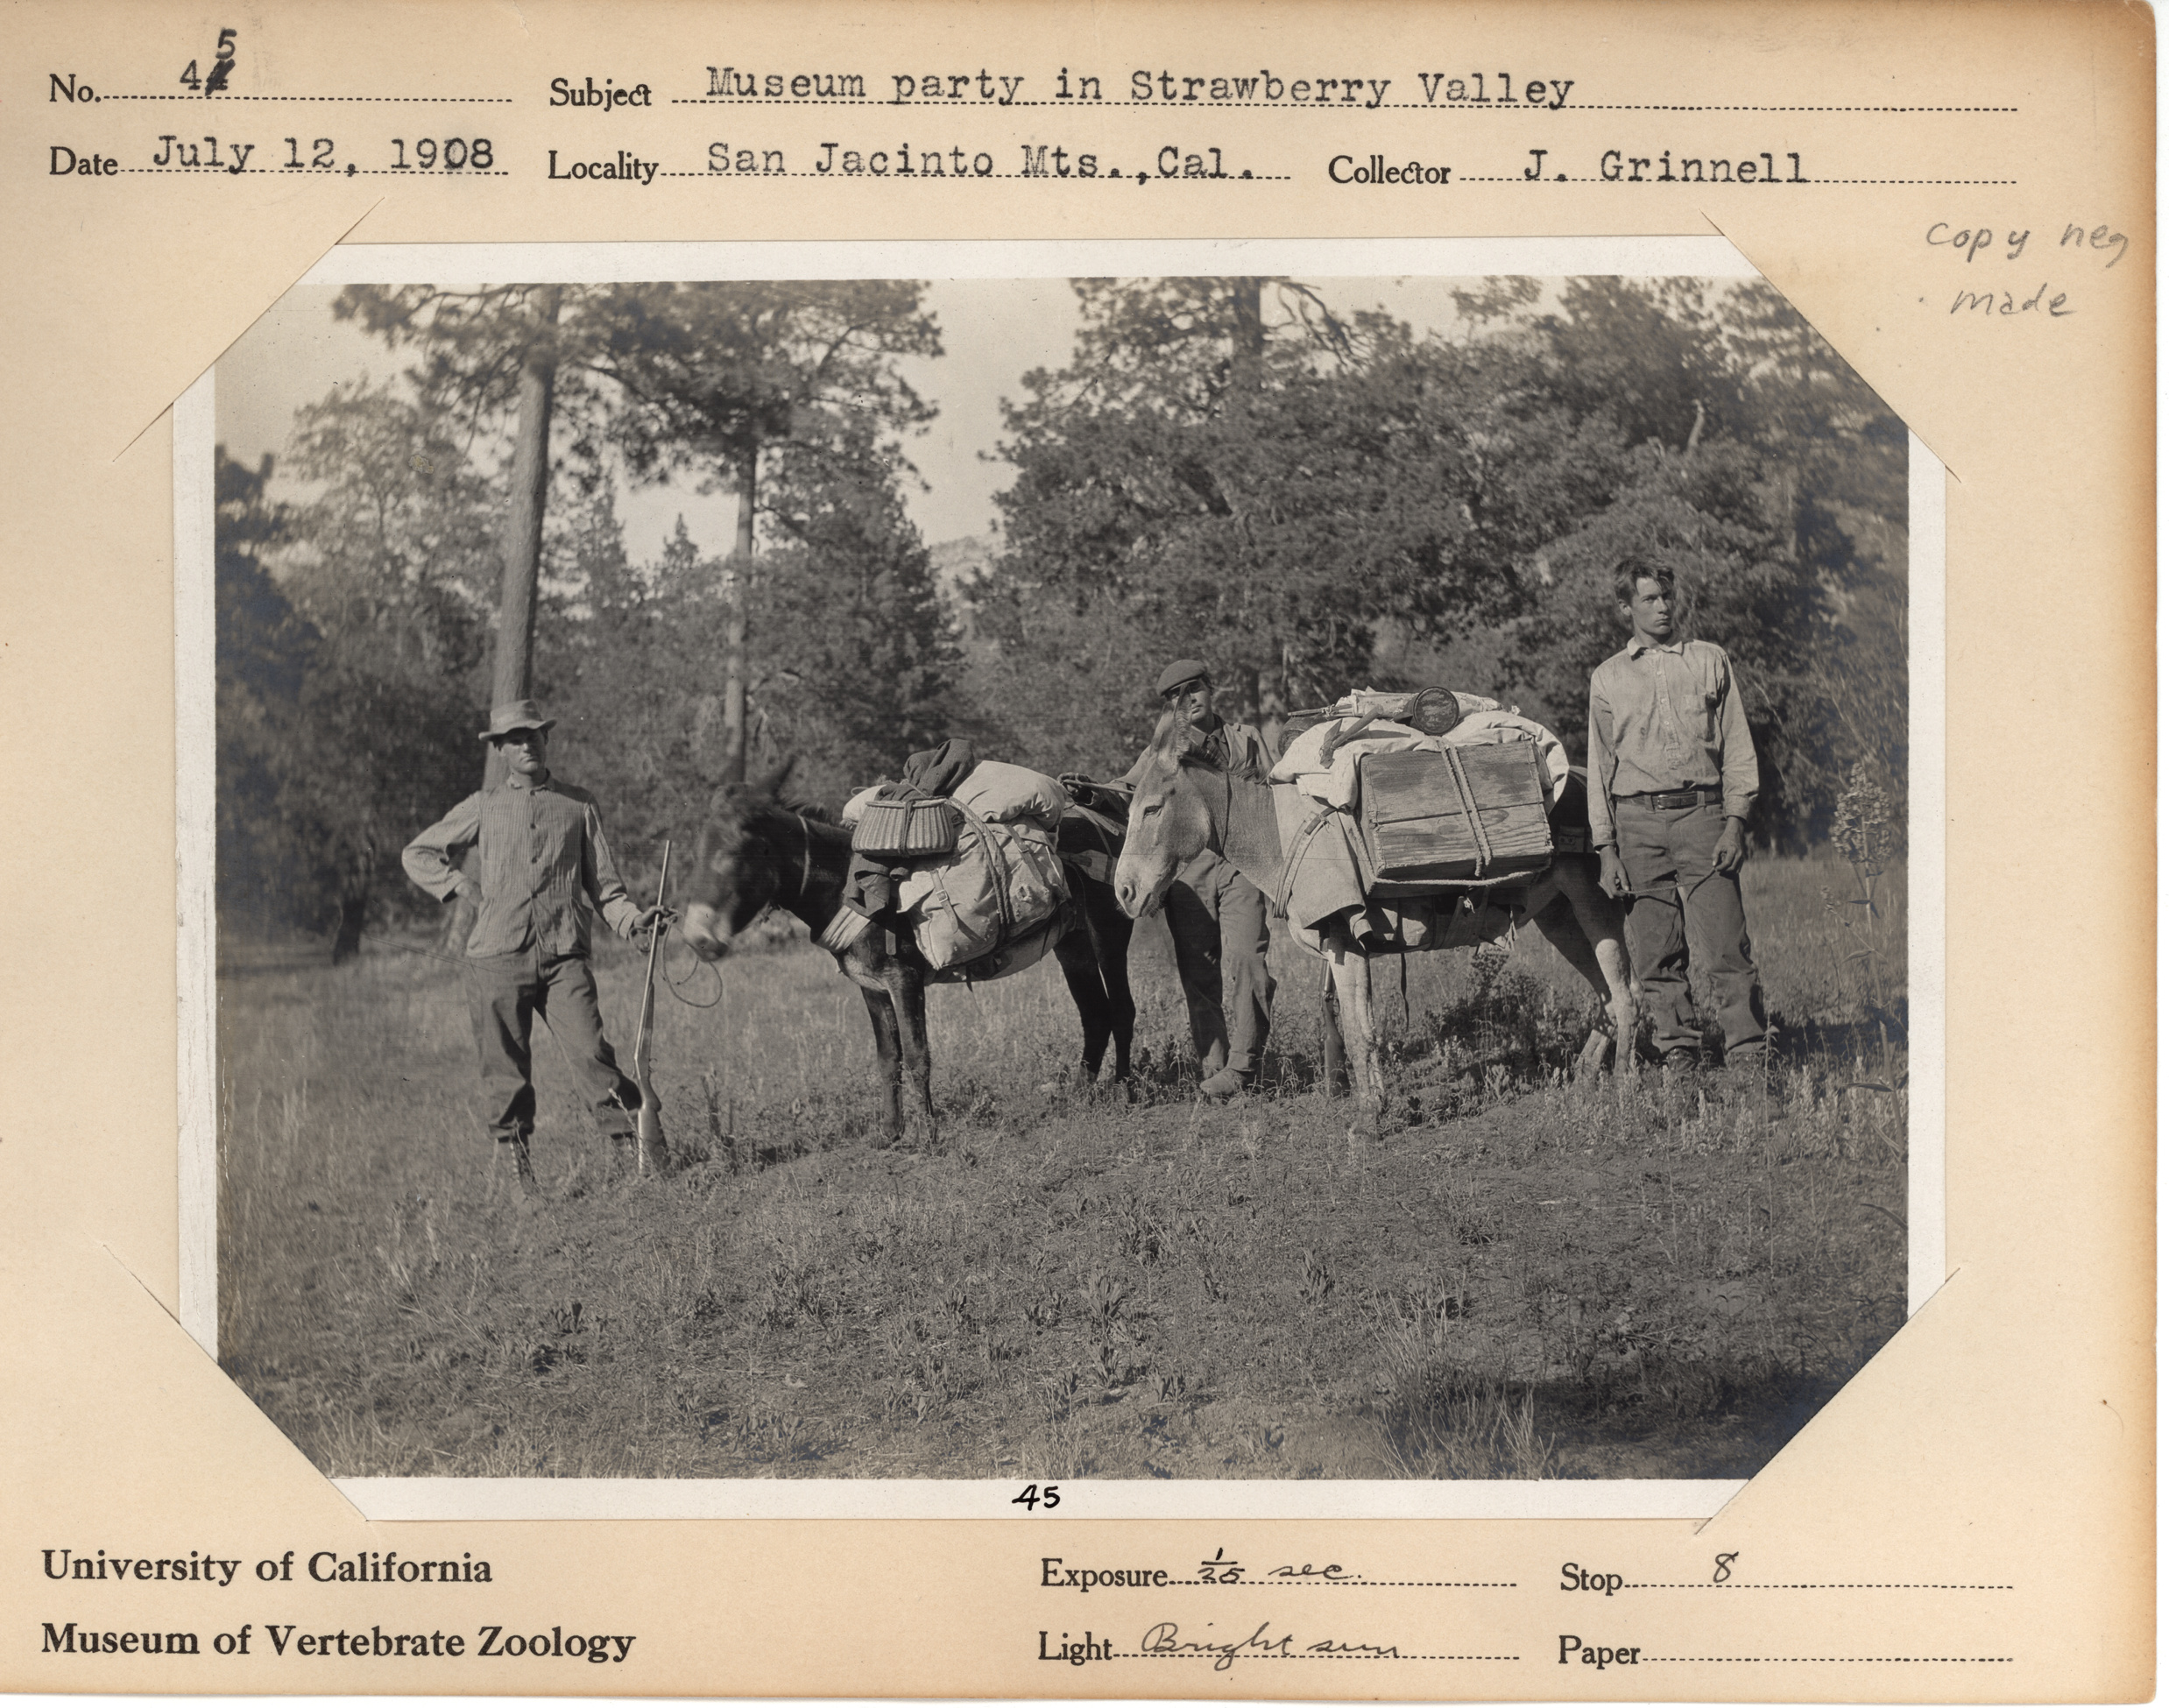 No. 45
Subject Museum party in Strawberry Valley
Date July 12, 1908 Locality San Jacinto Mts., Cal. Collector J. Grinnell
copy neg
made
45
University of California
Museum of Vertebrate Zoology
Exposure 1/25 sec. Stop 8
Light Bright sun Paper